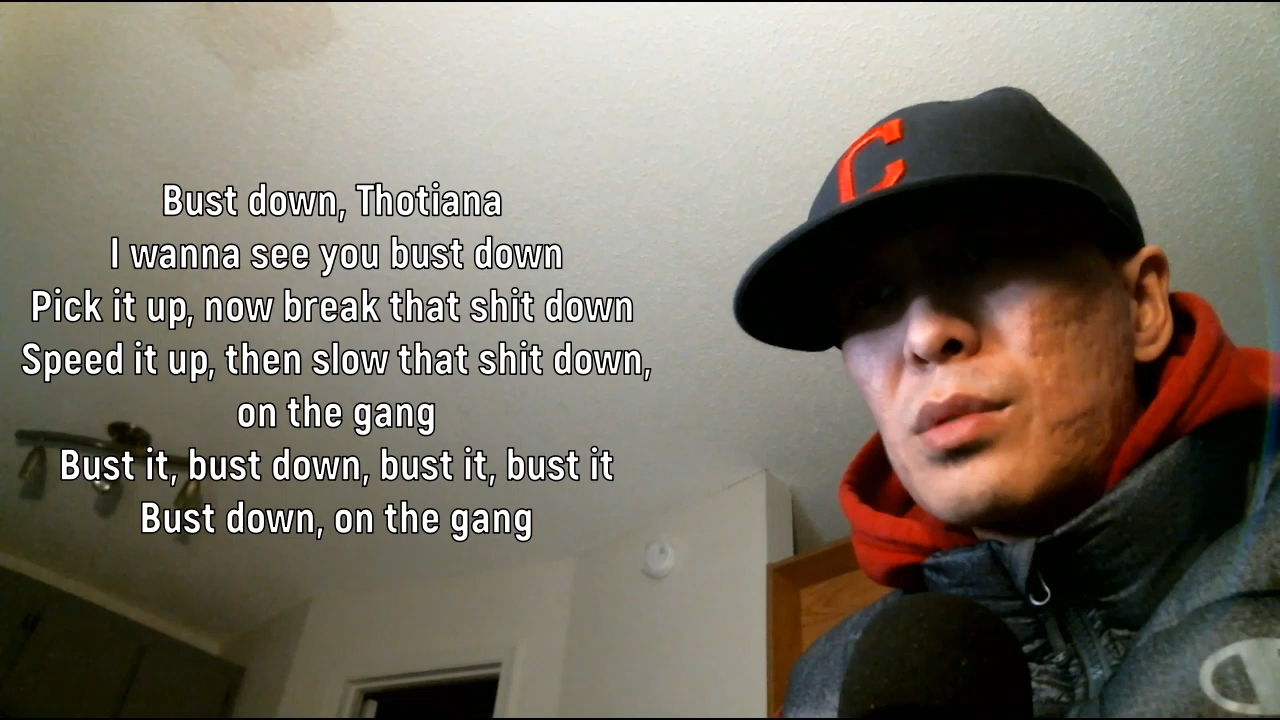 C
Bust down, Thotiana
I wanna see you bust down
Pick it up, now break that shit down
Speed it up, then slow that shit down,
on the gang
Bust it, bust down, bust it, bust it
Bust down, on the gang